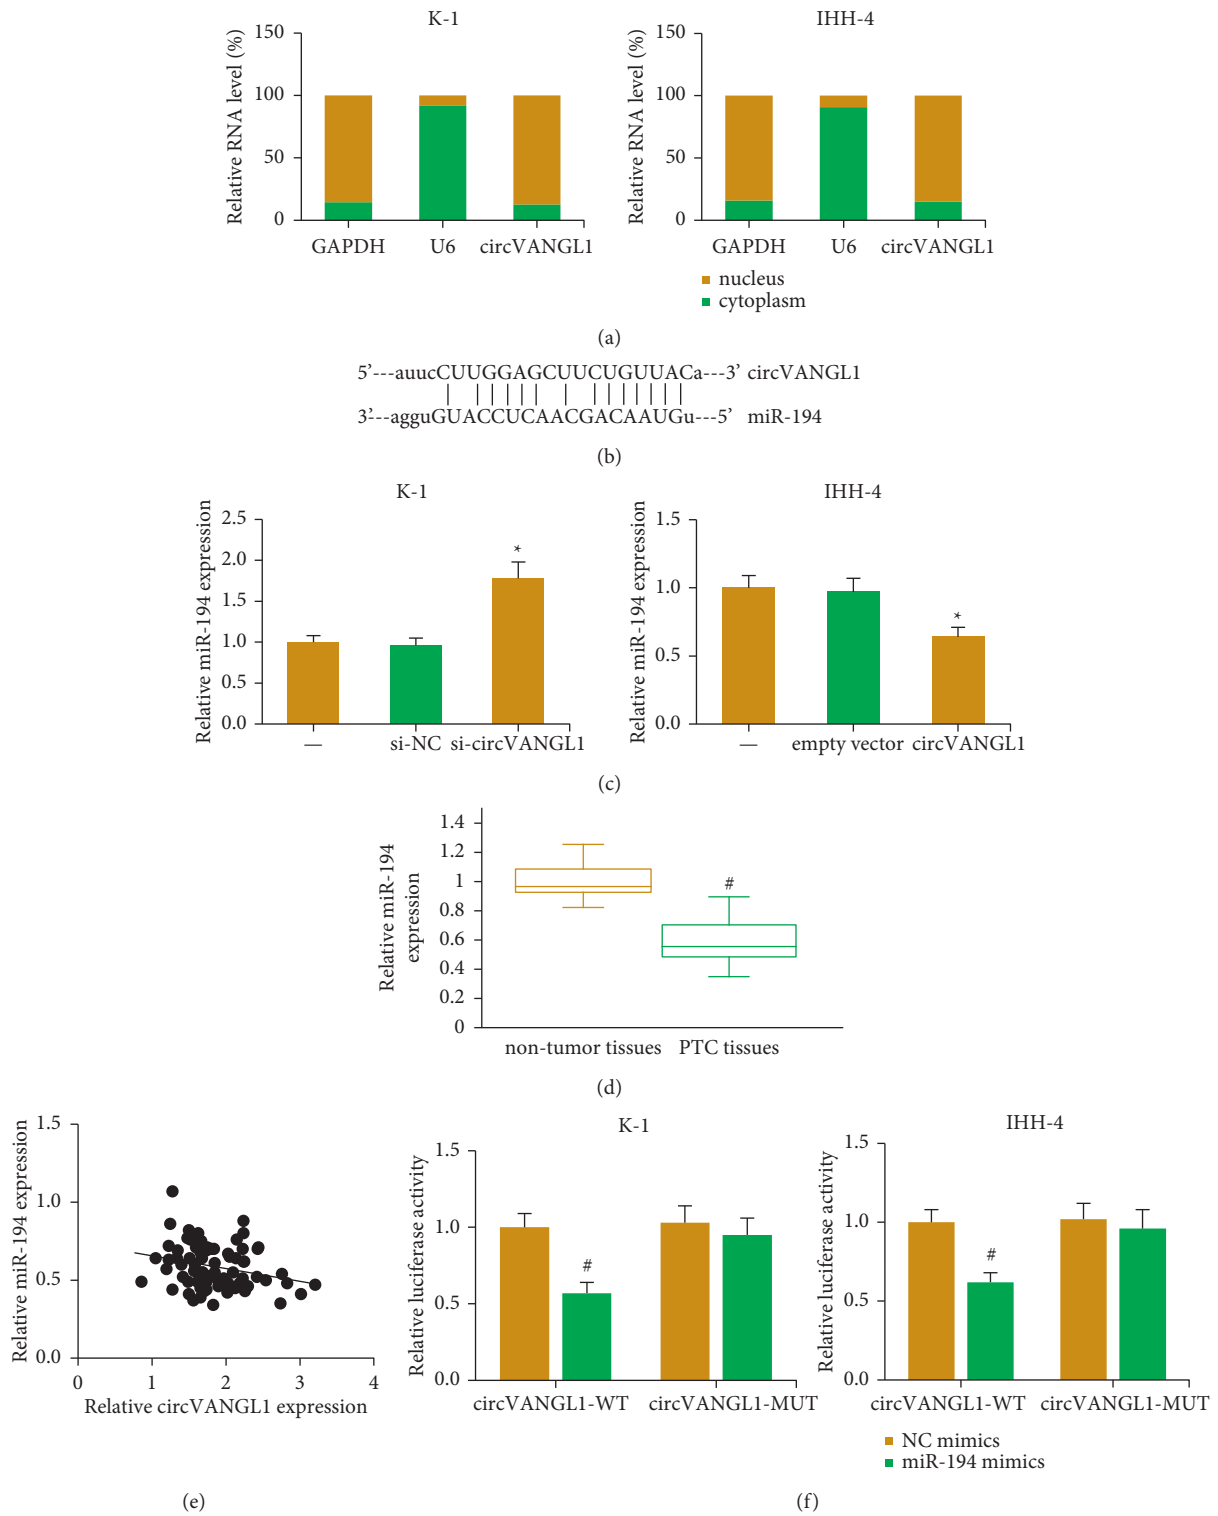 K-1
Relative RNA level (%)
150
100
50
0
GAPDH
U6
circVANGL1
IHH-4
Relative RNA level (%)
150
100
50
0
GAPDH
U6
circVANGL1
nucleus
cytoplasm
(a)
5’---auucCUUGGAGCUUCUGUUACa---3’ circVANGL1
3’---agguGUACCUCAACGACAAUGu---5’ miR-194
(b)
K-1
Relative miR-194 expression
2.5
2.0
1.5
1.0
0.5
0.0
*
—
si-NC
si-circVANGL1
IHH-4
Relative miR-194 expression
1.5
1.0
0.5
0.0
*
—
empty vector
circVANGL1
(c)
Relative miR-194
expression
1.4
1.2
1
0.8
0.6
0.4
0.2
0
#
non-tumor tissues
PTC tissues
(d)
Relative miR-194 expression
1.5
1.0
0.5
0.0
0
1
2
3
4
Relative circVANGL1 expression
(e)
K-1
Relative luciferase activity
1.5
1.0
0.5
0.0
#
circVANGL1-WT
circVANGL1-MUT
IHH-4
Relative luciferase activity
1.5
1.0
0.5
0.0
#
circVANGL1-WT
circVANGL1-MUT
NC mimics
miR-194 mimics
(f)